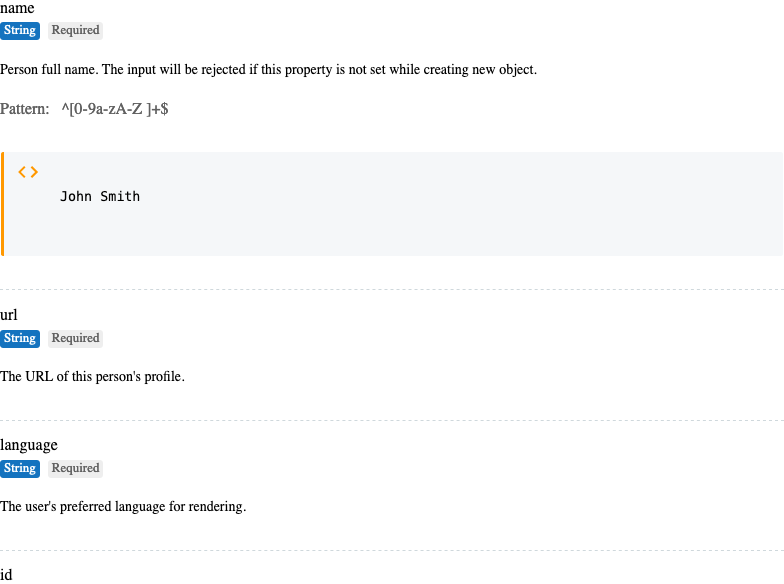 name
String Required
Person full name. The input will be rejected if this property is not set while creating new object.
Pattern: ^[0-9a-zA-Z ]+$
<>
John Smith
url
String Required
The URL of this person's profile.
language
String Required
The user's preferred language for rendering.
id